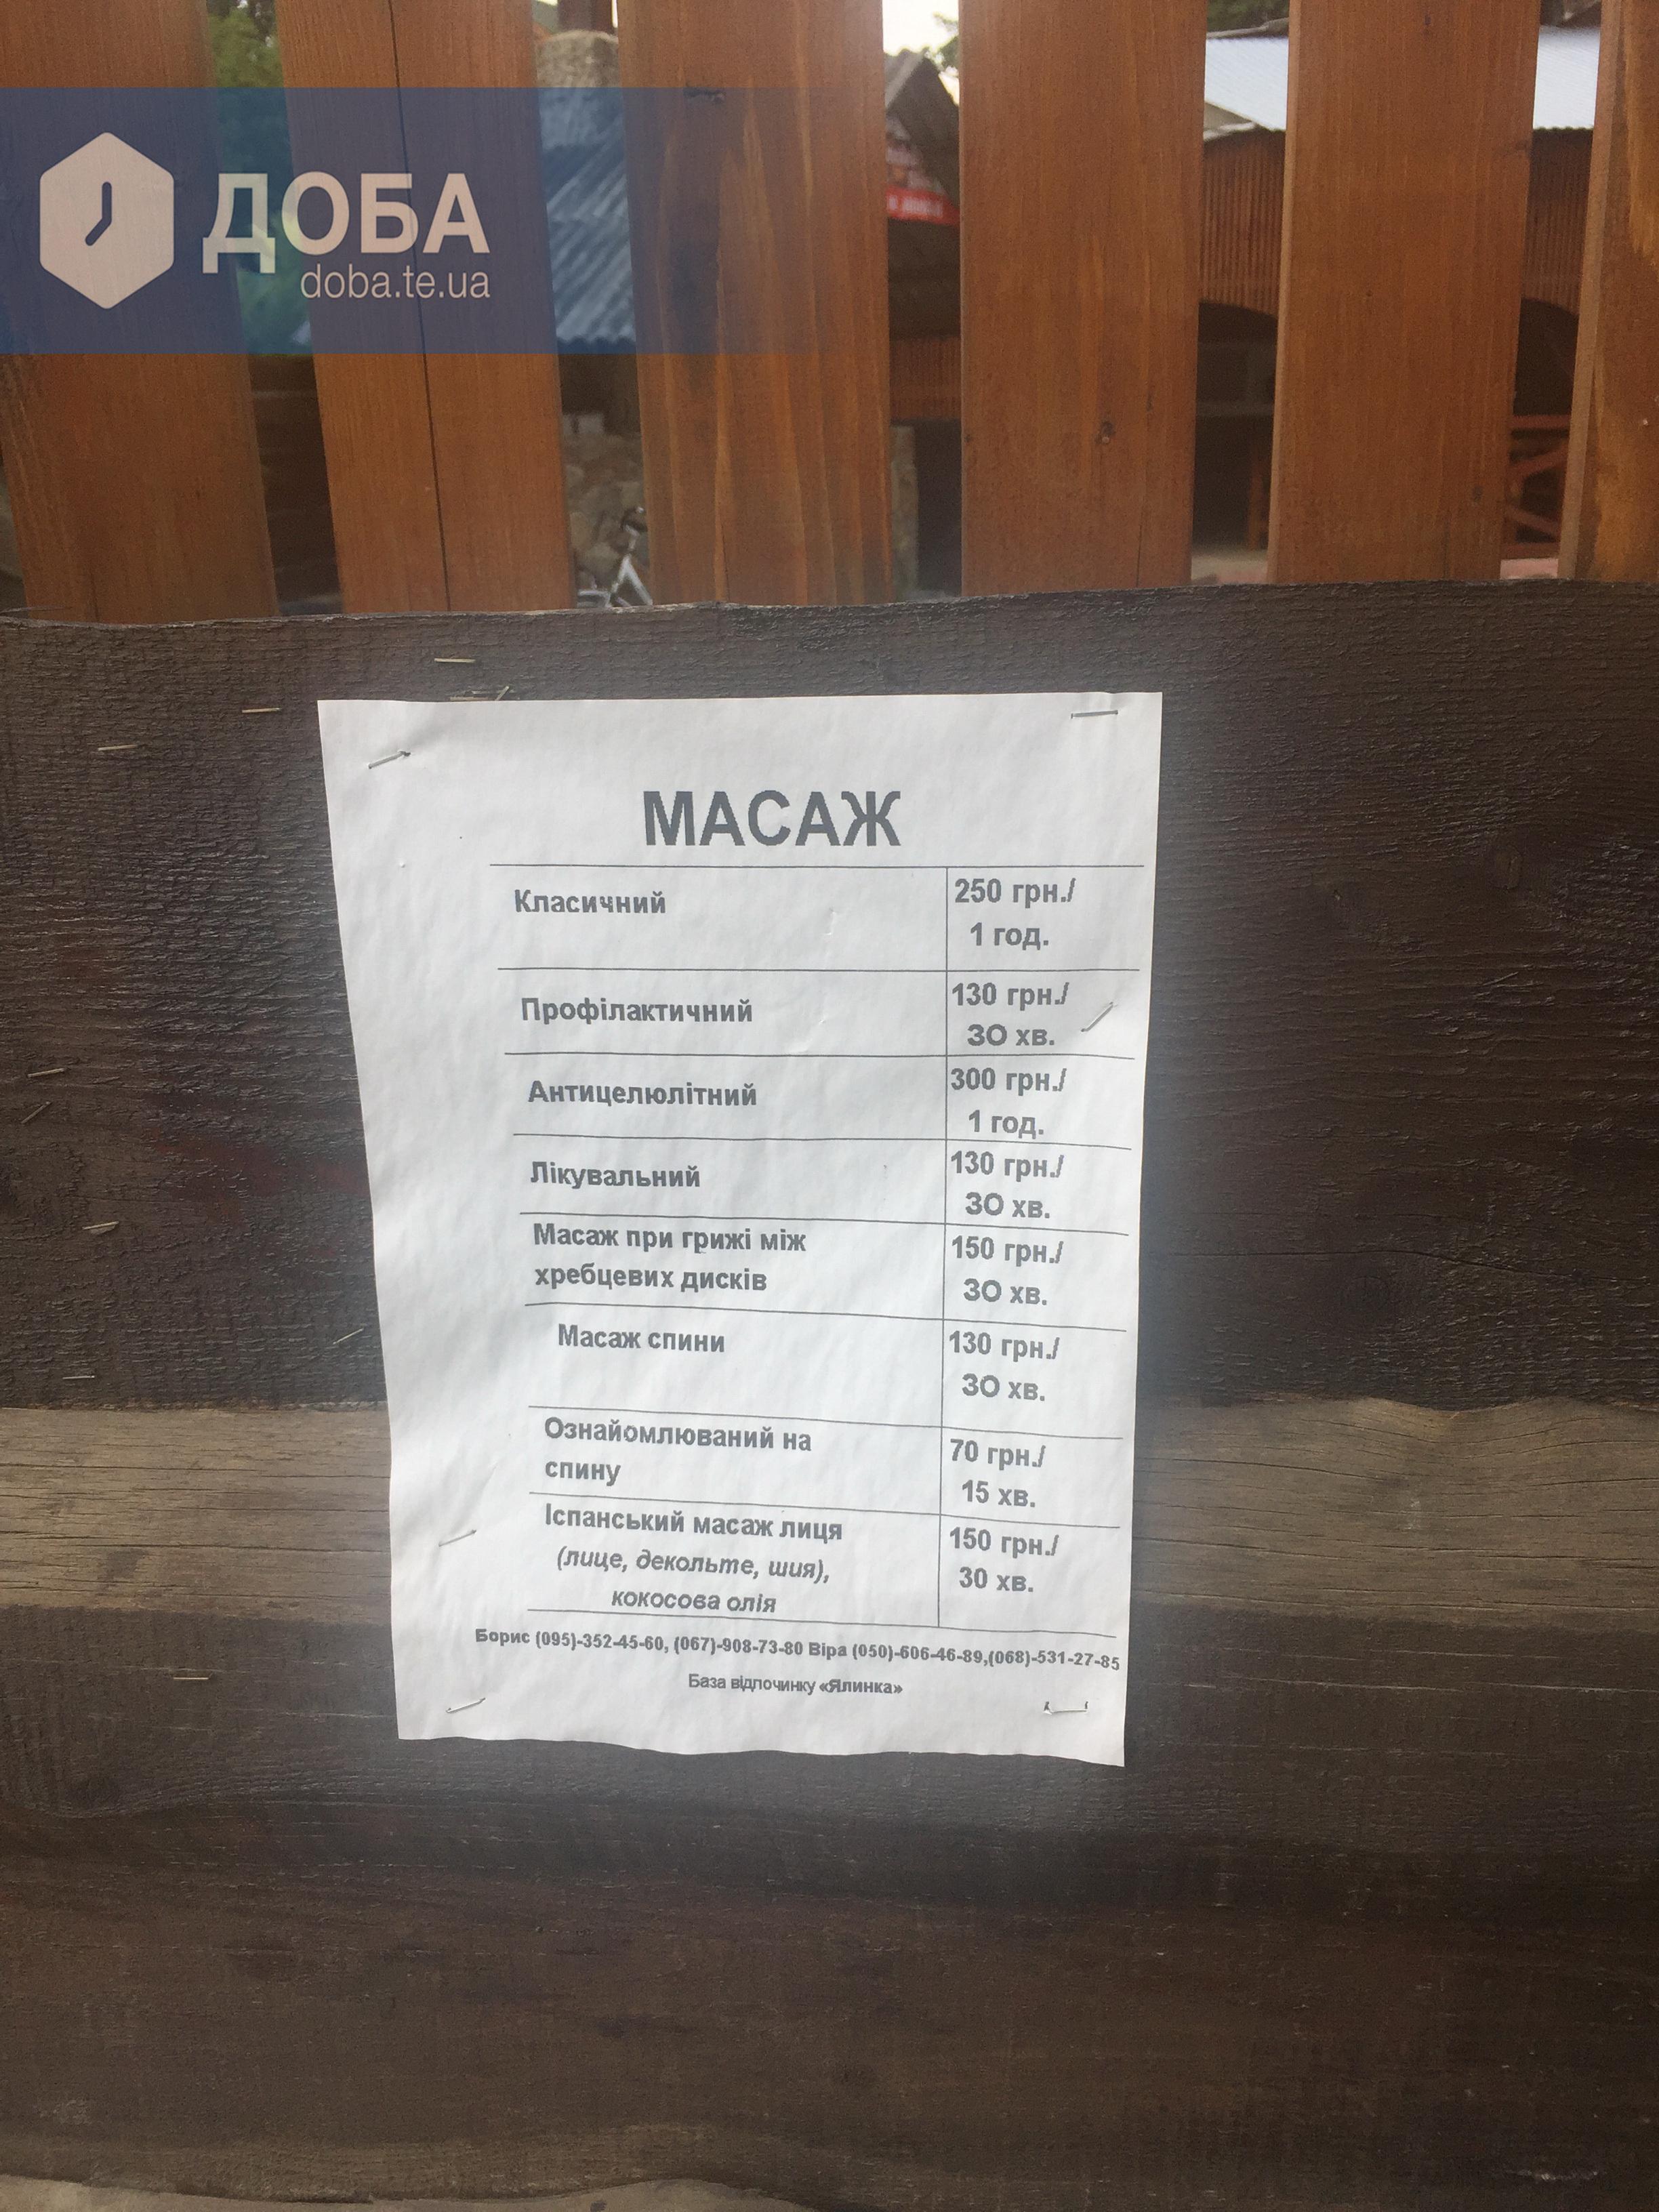 ДОБА
doba.te.ua
МАСАЖ
Класичний 250 грн./
1 год.
Профілактичний 130 грн./
30 хв.
Антицелюлітний 300 грн./
1 год.
Лікувальний 130 грн./
30 хв.
Масаж при грижі між 150 грн./
хребцевих дисків 30 хв.
Масаж спини 130 грн./
30 хв.
Ознайомлюваний на 70 грн./
спину 15 хв.
Іспанський масаж лиця 150 грн./
(лице, декольте, шия), 30 хв.
кокосова олія
Борис (095)-352-45-60, (067)-908-73-80 Віра (050)-606-46-89,(068)-531-27-85
База відпочинку «Ялинка»